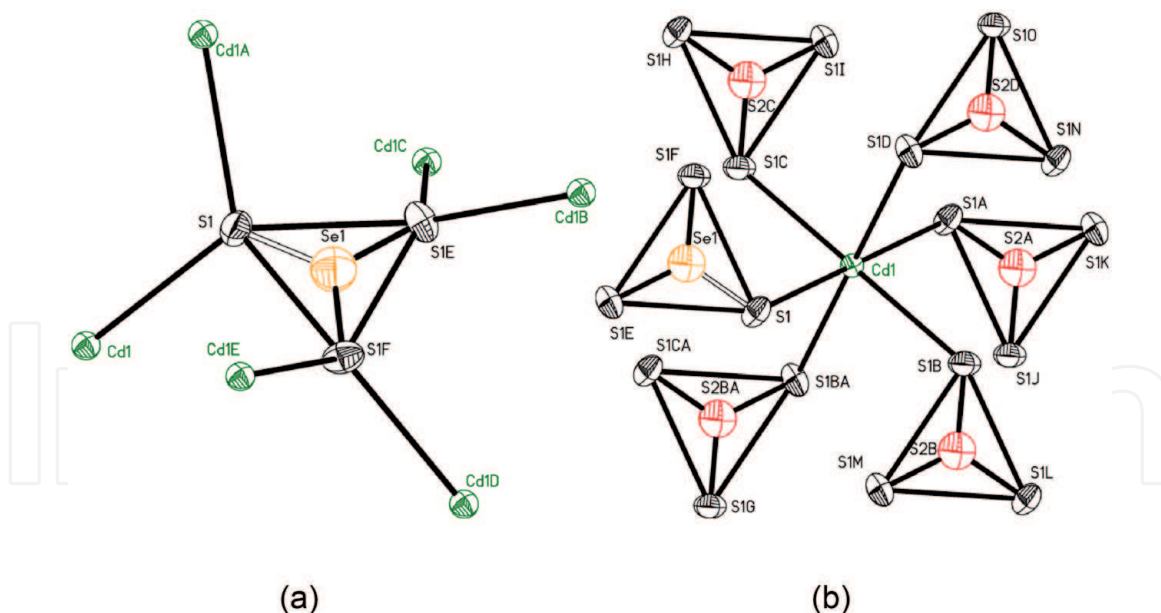 Cd1A
Cd1C
Cd1B
S1
Se1
S1E
Cd1
Cd1E
S1F
Cd1D
(a)
S1H
S1I
S2C
S1C
S1O
S2D
S1D
S1N
S1F
Se1
S1E
S1
S1A
S2A
S1K
S1J
Cd1
S1CA
S2BA
S1BA
S1G
S1B
S2B
S1M
S1L
(b)